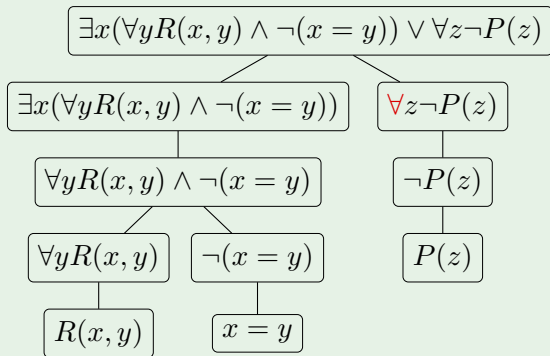 ∃x(∀yR(x, y) ∧ ¬(x = y)) ∨ ∀z¬P(z)
∃x(∀yR(x, y) ∧ ¬(x = y)) ∀z¬P(z)
∀yR(x, y) ∧ ¬(x = y) ¬P(z)
∀yR(x, y) ¬(x = y) P(z)
R(x, y) x = y